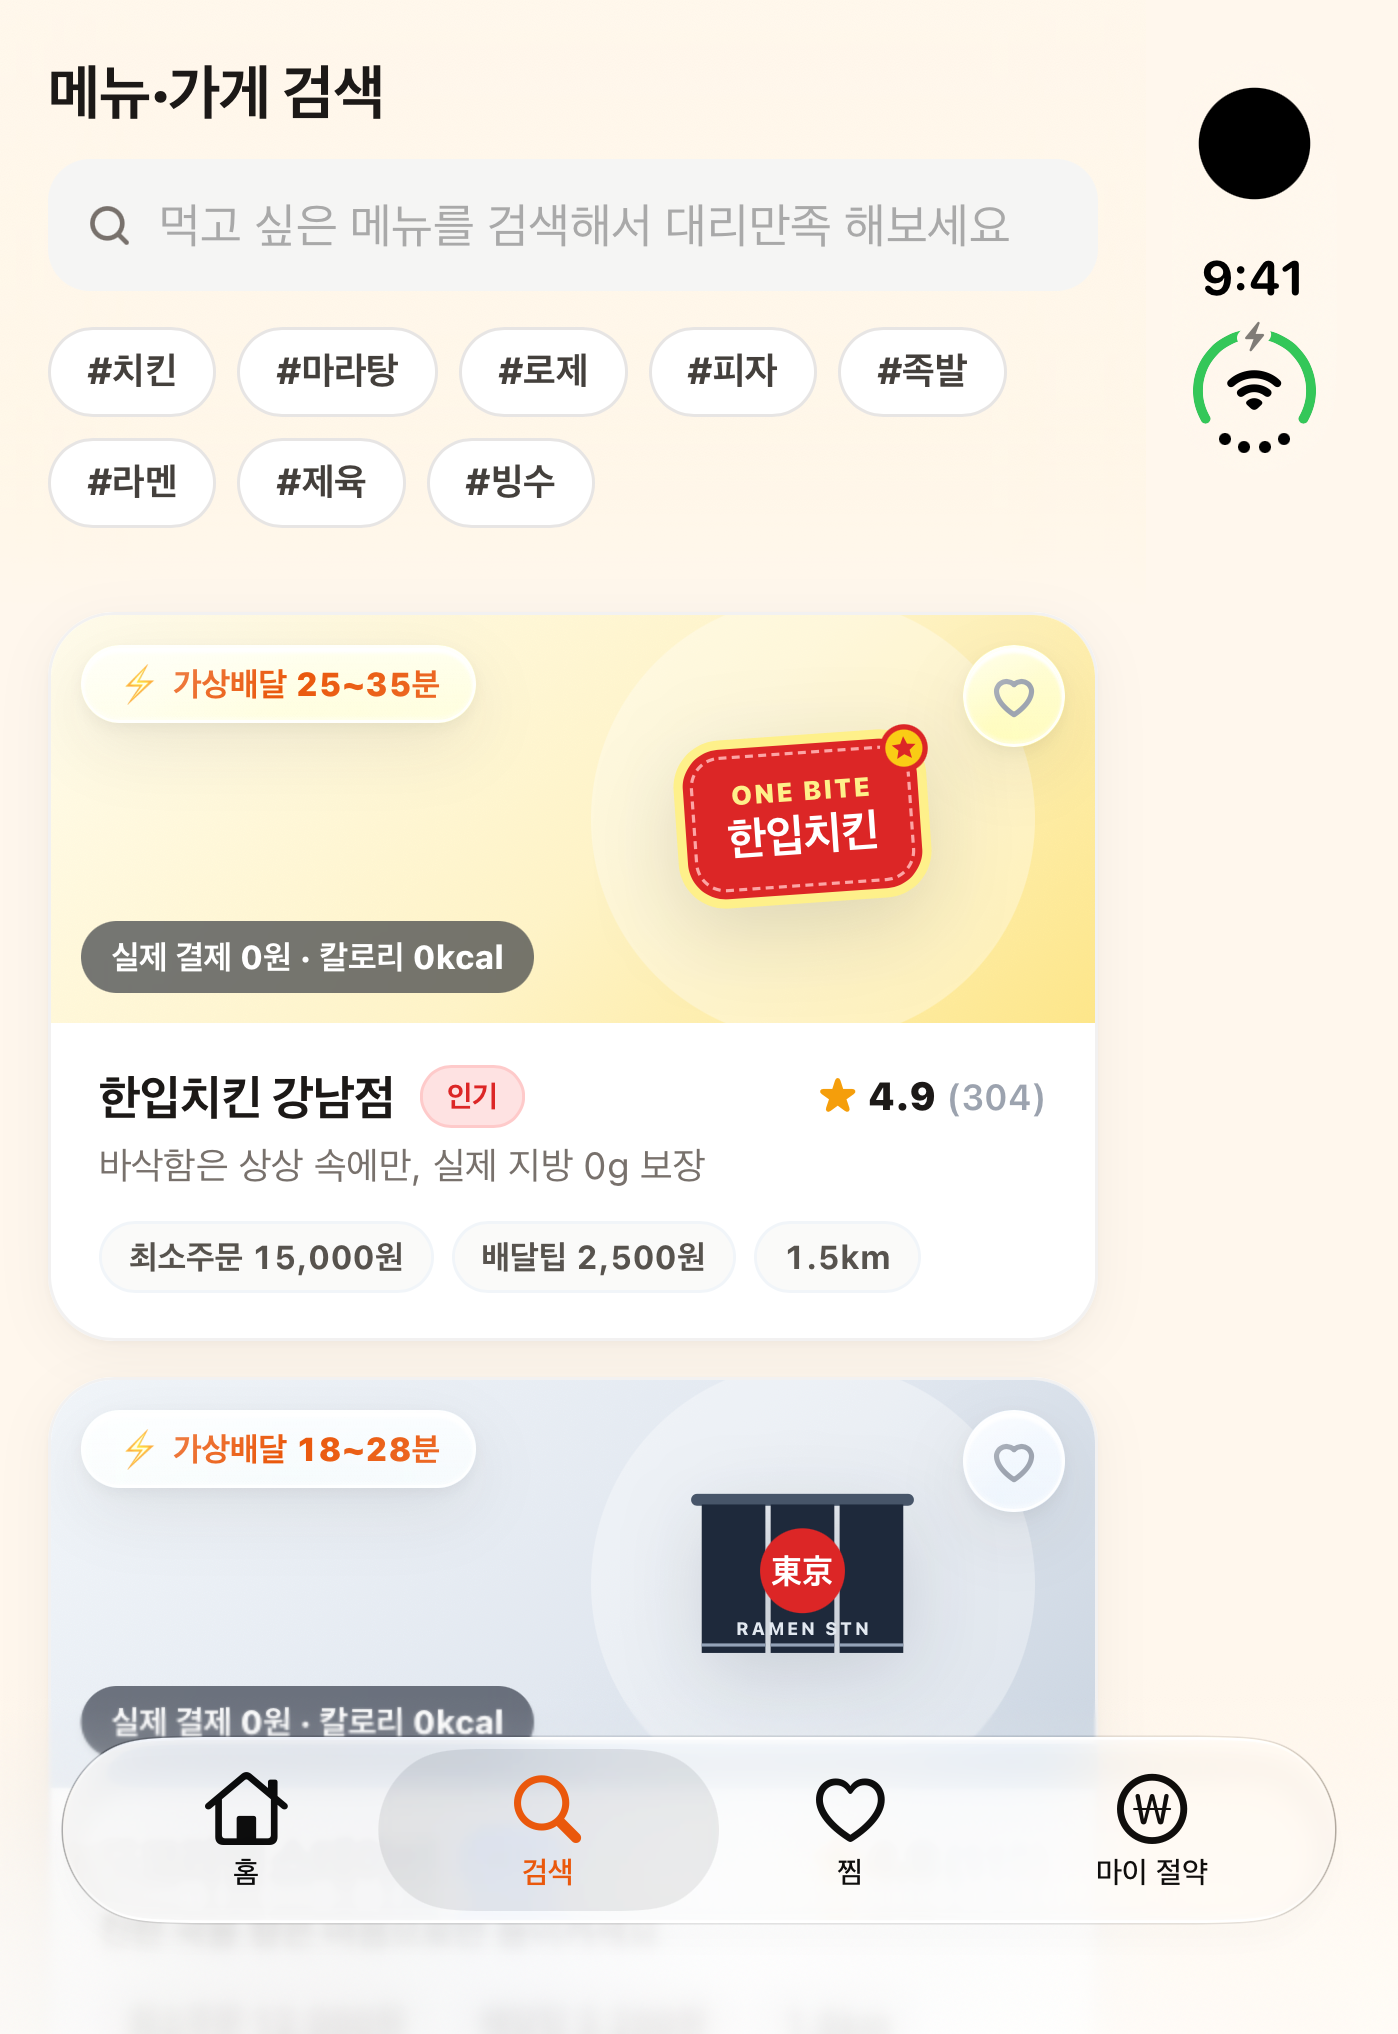 메뉴·가게 검색
9:41
먹고 싶은 메뉴를 검색해서 대리만족 해보세요
#치킨 #마라탕 #로제 #피자 #족발
#라멘 #제육 #빙수
가상배달 25~35분
ONE BITE
한입치킨
실제 결제 0원 · 칼로리 0kcal
한입치킨 강남점 인기 4.9 (304)
바삭함은 상상 속에만, 실제 지방 0g 보장
최소주문 15,000원 배달팁 2,500원 1.5km
가상배달 18~28분
東京
RAMEN STN
실제 결제 0원 · 칼로리 0kcal
홈 검색 찜 마이 절약